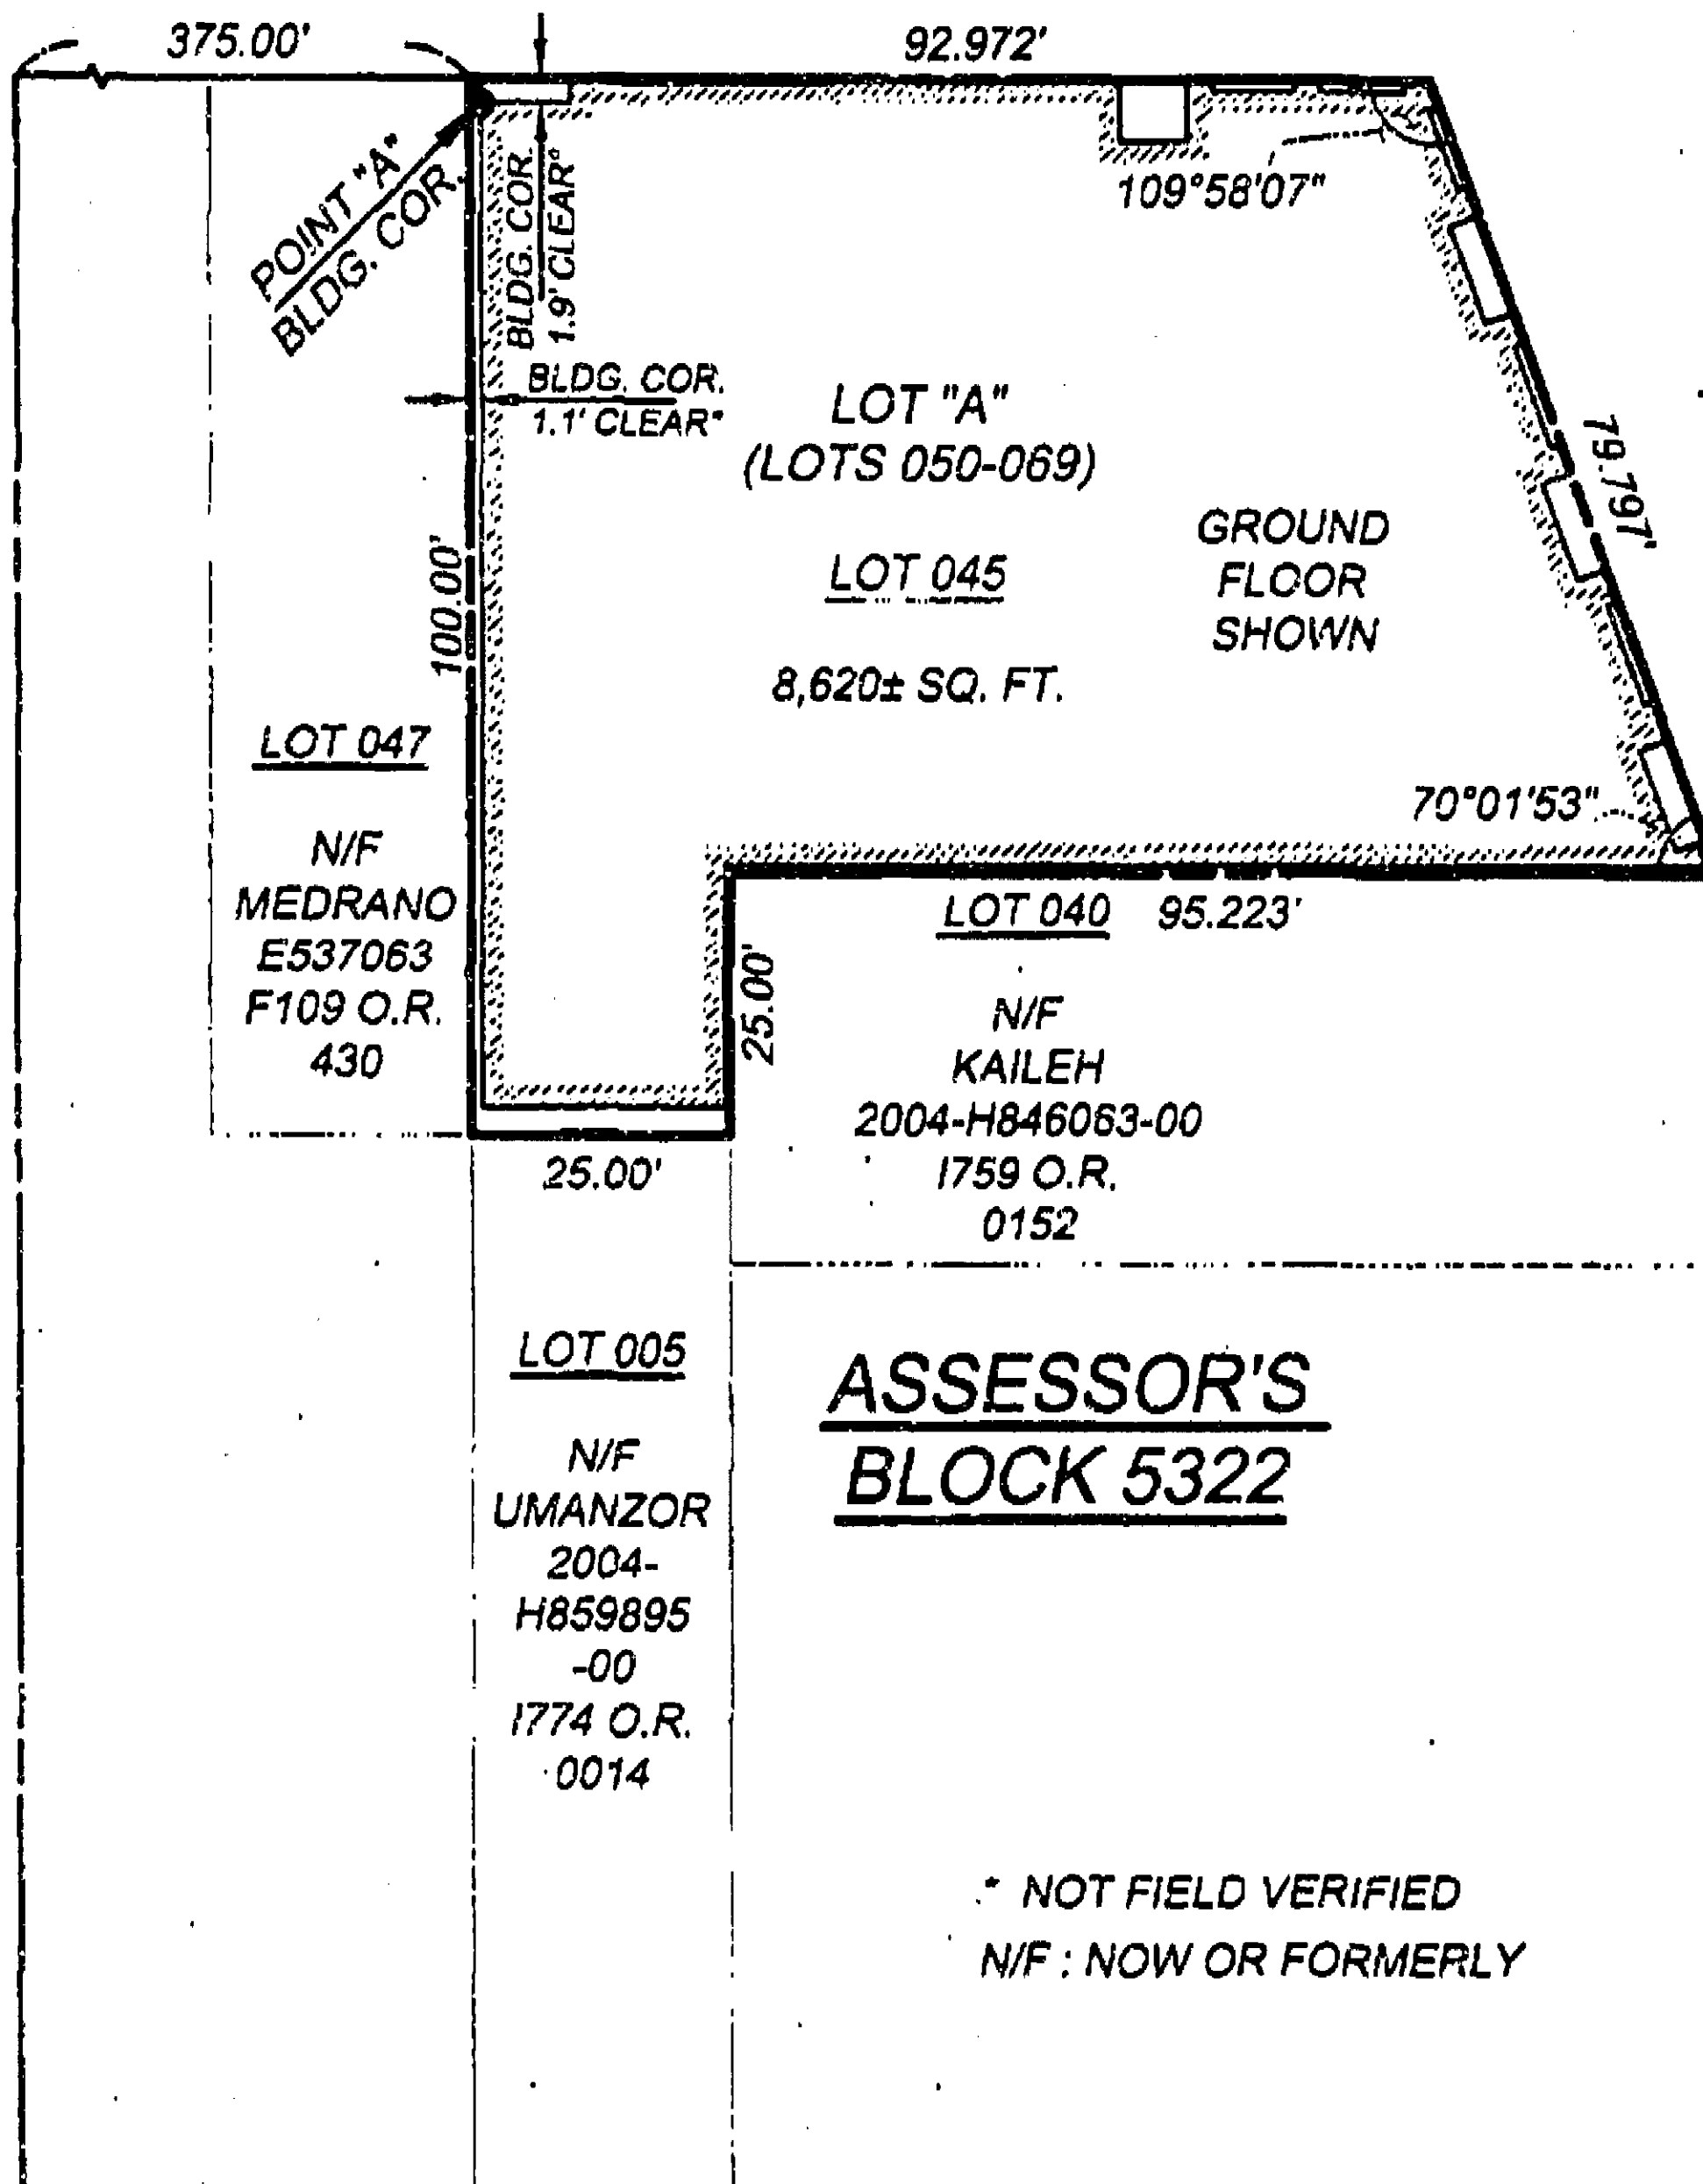 375.00'
92.972'
POINT "A"
BLDG. COR.
BLDG. COR.
1.9' CLEAR*
109°58'07"
BLDG. COR.
1.1' CLEAR*
LOT "A"
(LOTS 050-069)
79.797'
GROUND
FLOOR
SHOWN
LOT 045
8,620± SQ. FT.
100.00'
LOT 047
N/F
MEDRANO
E537063
F109 O.R.
430
70°01'53"
LOT 040 95.223'
25.00'
N/F
KAILEH
2004-H846063-00
I759 O.R.
0152
25.00'
LOT 005
N/F
UMANZOR
2004-
H859895
-00
I774 O.R.
0014
ASSESSOR'S
BLOCK 5322
* NOT FIELD VERIFIED
N/F : NOW OR FORMERLY